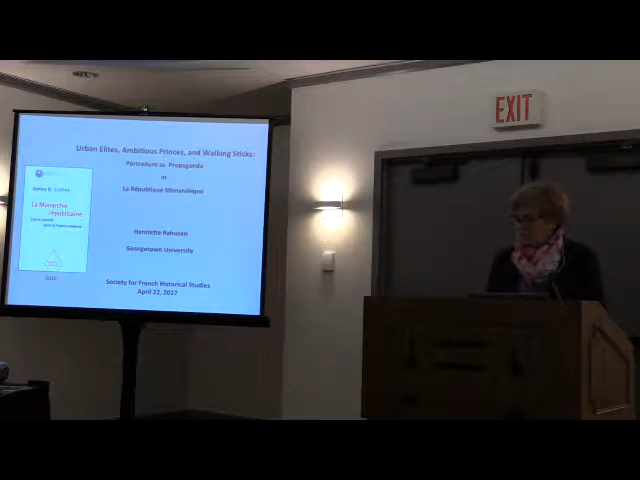 EXIT
Urban Elites, Ambitious Princes, and Walking Sticks:
Portraiture as Propaganda
in
La République Monarchique
James B. Collins
La Monarchie
républicaine
Henriette Rahusen
Georgetown University
2016
Society for French Historical Studies
April 22, 2017